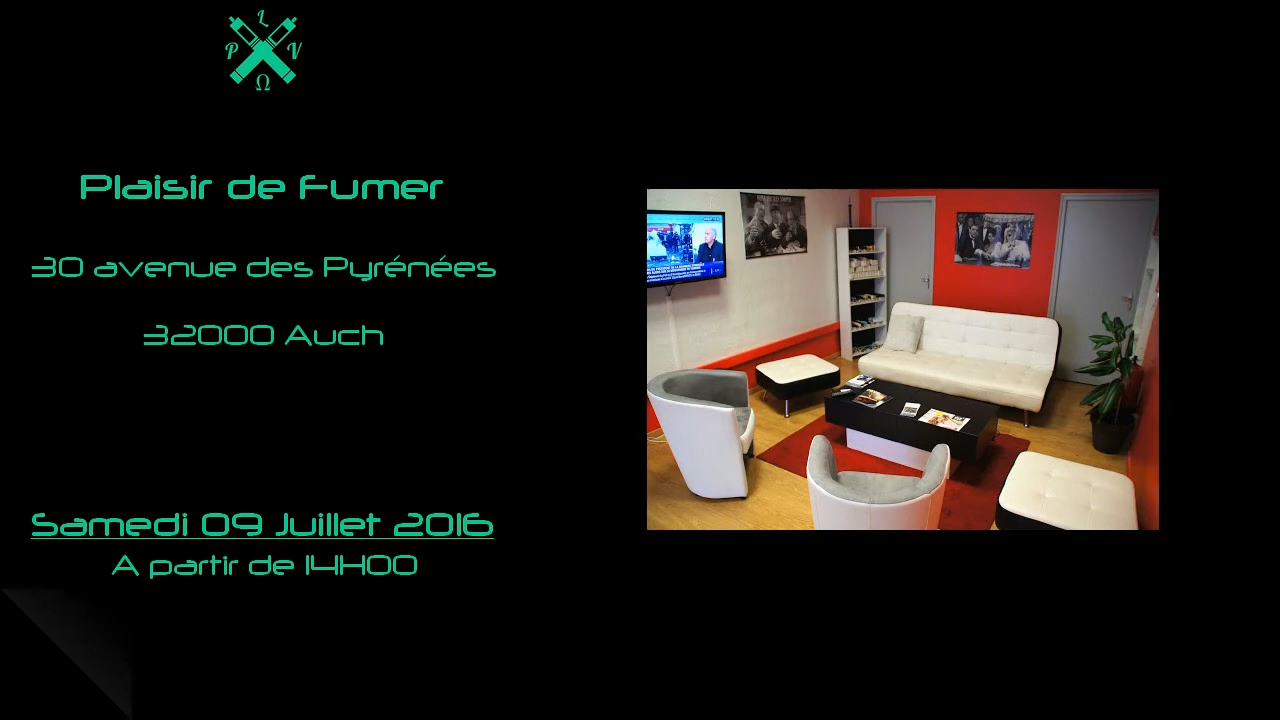 L
P V
Ω
Plaisir de Fumer
30 avenue des Pyrénées
32000 Auch
Samedi 09 Juillet 2016
A partir de 14H00